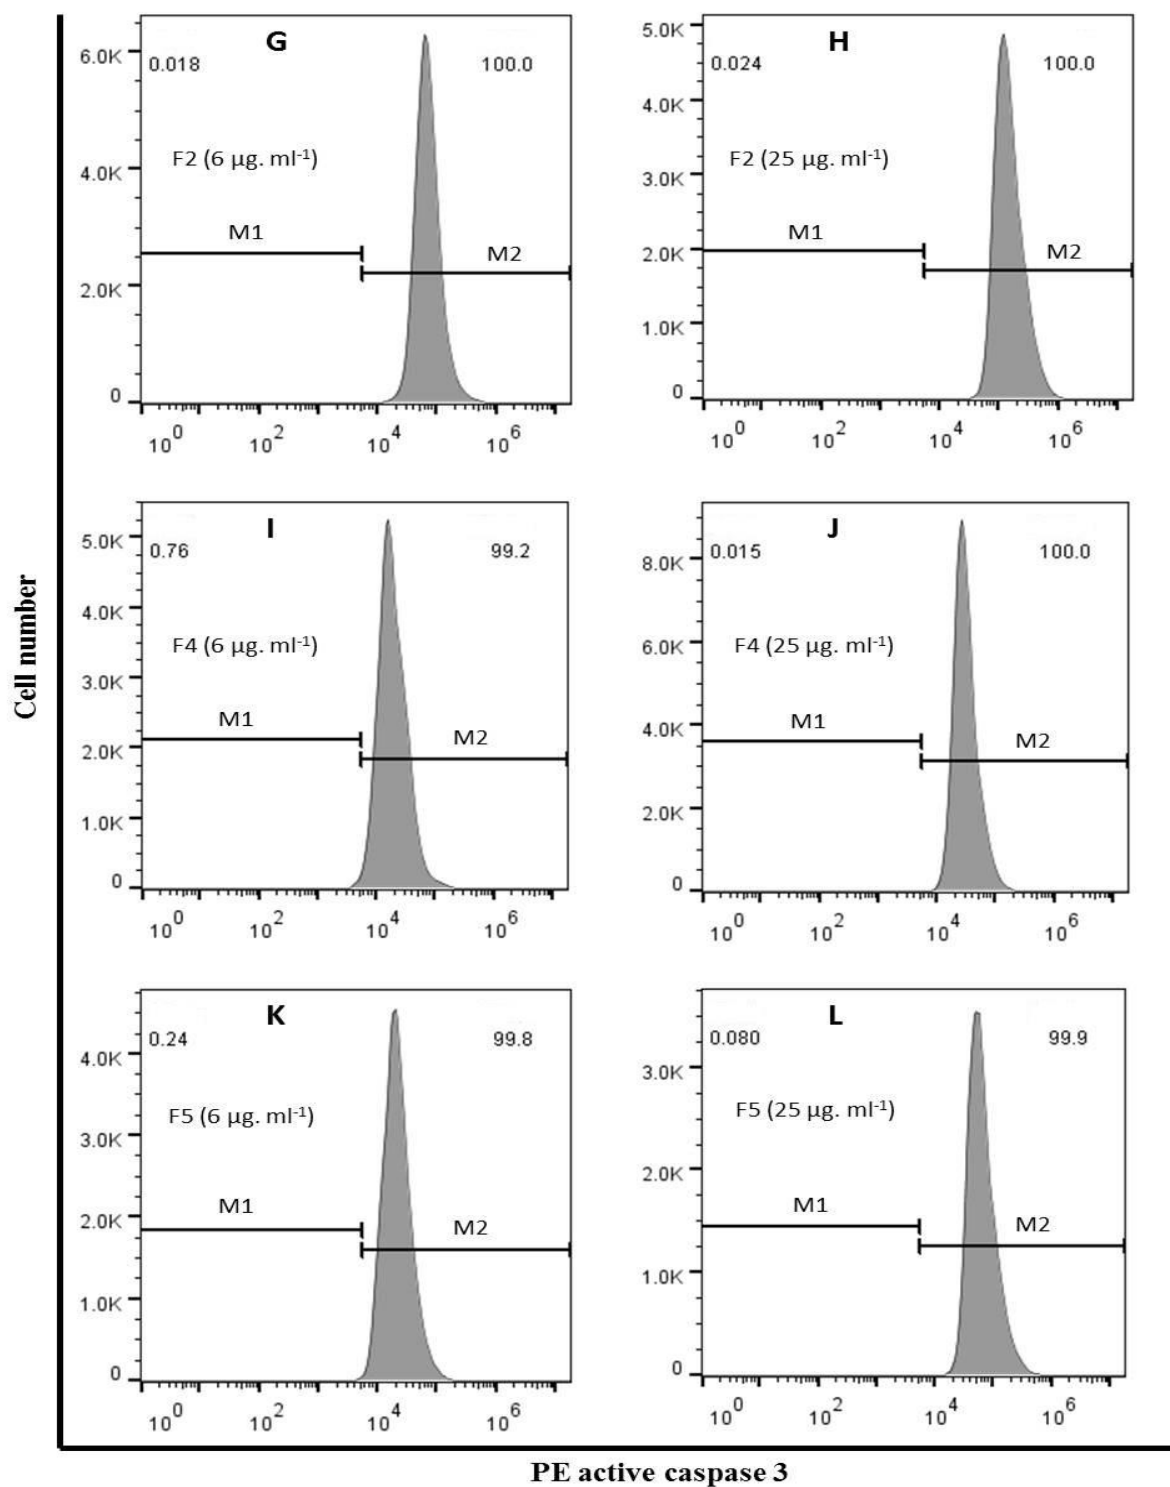 Cell number
G
6.0K
0.018
100.0
F2 (6 µg. ml-1)
4.0K
M1
M2
2.0K
0
10^0 10^2 10^4 10^6
H
5.0K
0.024
100.0
4.0K
F2 (25 µg. ml-1)
3.0K
M1
M2
2.0K
1.0K
0
10^0 10^2 10^4 10^6
I
5.0K
0.76
99.2
4.0K
F4 (6 µg. ml-1)
3.0K
M1
M2
2.0K
1.0K
0
10^0 10^2 10^4 10^6
J
0.015
100.0
8.0K
F4 (25 µg. ml-1)
6.0K
M1
M2
4.0K
2.0K
0
10^0 10^2 10^4 10^6
K
0.24
99.8
4.0K
F5 (6 µg. ml-1)
3.0K
M1
M2
2.0K
1.0K
0
10^0 10^2 10^4 10^6
L
0.080
99.9
3.0K
F5 (25 µg. ml-1)
2.0K
M1
M2
1.0K
0
10^0 10^2 10^4 10^6
PE active caspase 3